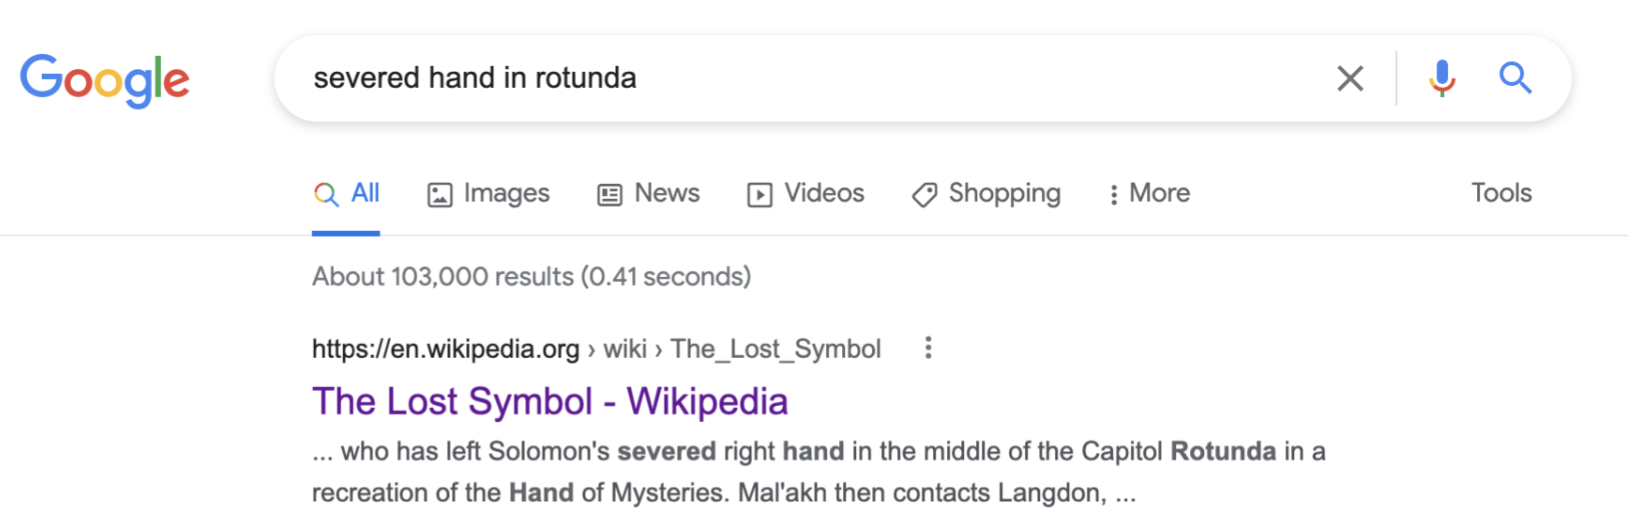 Google severed hand in rotunda
All Images News Videos Shopping More Tools
About 103,000 results (0.41 seconds)
https://en.wikipedia.org › wiki › The_Lost_Symbol
The Lost Symbol - Wikipedia
... who has left Solomon's severed right hand in the middle of the Capitol Rotunda in a
recreation of the Hand of Mysteries. Mal'akh then contacts Langdon, ...